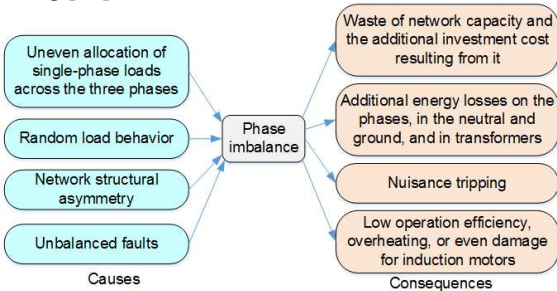 Uneven allocation of
single-phase loads
across the three phases
Random load behavior
Network structural
asymmetry
Unbalanced faults
Causes
Phase
imbalance
Waste of network capacity and
the additional investment cost
resulting from it
Additional energy losses on the
phases, in the neutral and
ground, and in transformers
Nuisance tripping
Low operation efficiency,
overheating, or even damage
for induction motors
Consequences